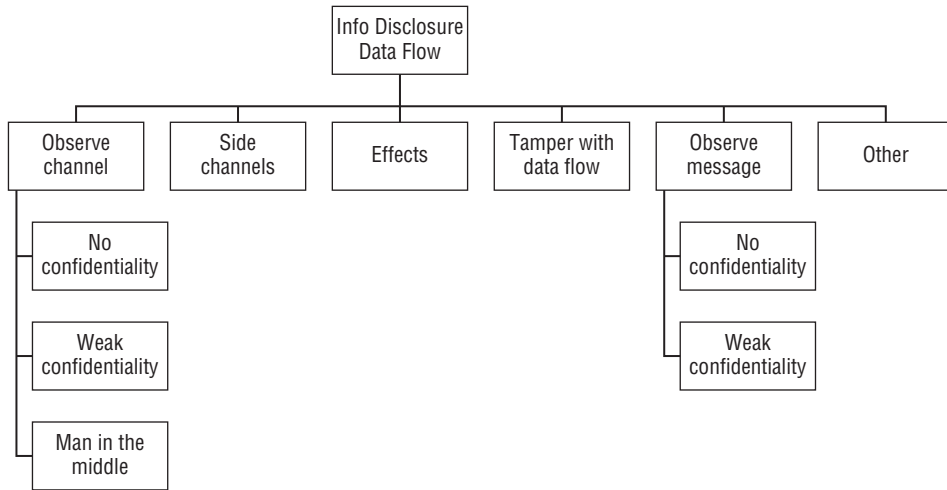 Info Disclosure
Data Flow
Observe
channel
Side
channels
Effects
Tamper with
data flow
Observe
message
Other
No
confidentiality
Weak
confidentiality
Man in the
middle
No
confidentiality
Weak
confidentiality